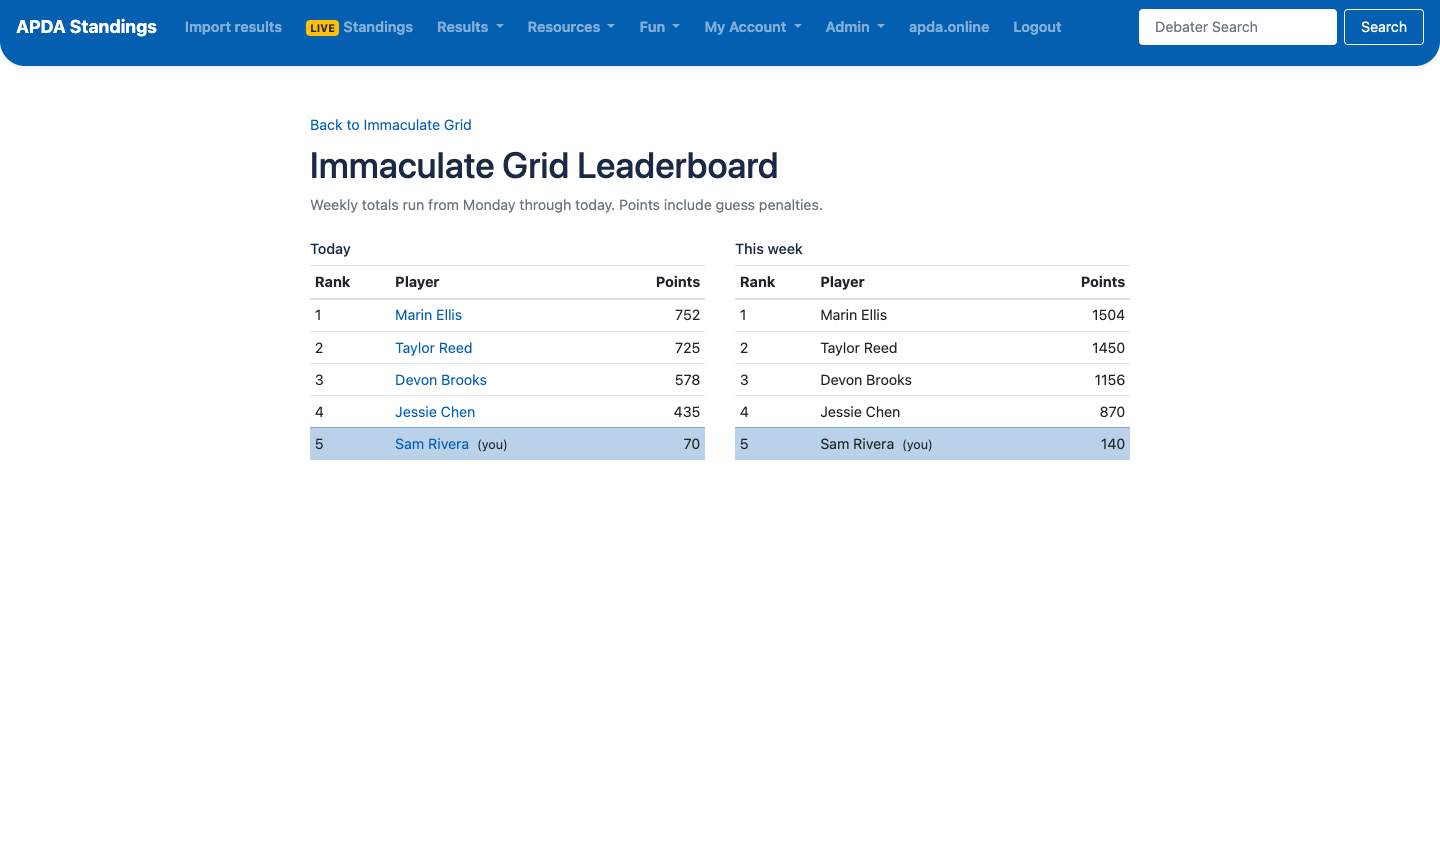 APDA Standings Import results LIVE Standings Results Resources Fun My Account Admin apda.online Logout Debater Search Search
Back to Immaculate Grid
Immaculate Grid Leaderboard
Weekly totals run from Monday through today. Points include guess penalties.
Today
Rank Player Points
1 Marin Ellis 752
2 Taylor Reed 725
3 Devon Brooks 578
4 Jessie Chen 435
5 Sam Rivera (you) 70
This week
Rank Player Points
1 Marin Ellis 1504
2 Taylor Reed 1450
3 Devon Brooks 1156
4 Jessie Chen 870
5 Sam Rivera (you) 140